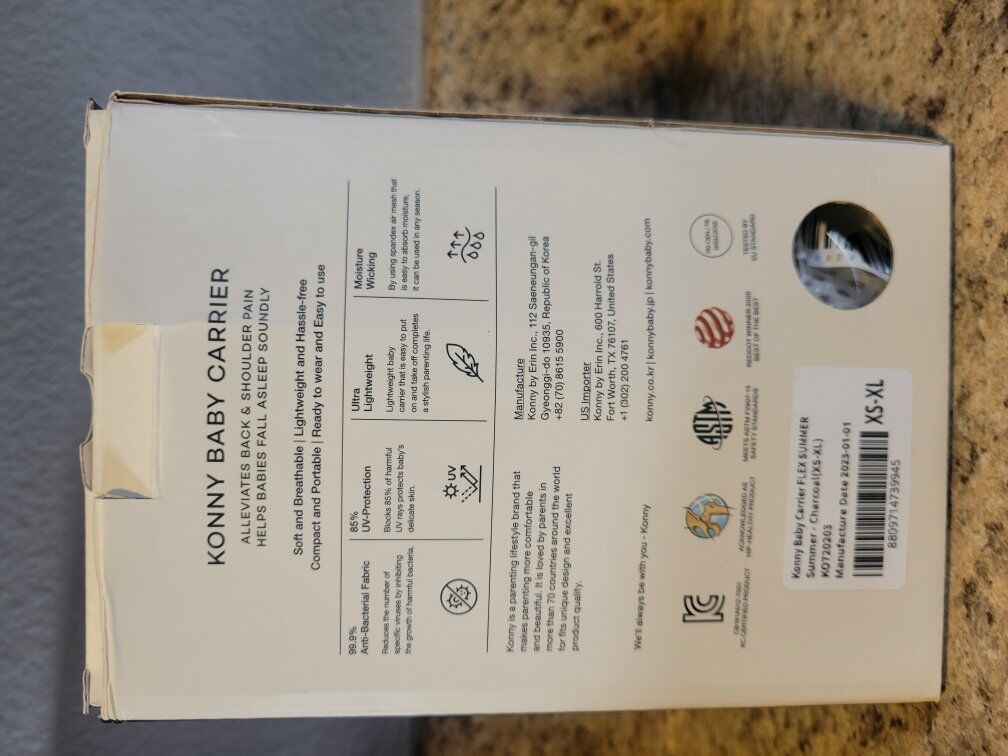 KONNY BABY CARRIER
ALLEVIATES BACK & SHOULDER PAIN
HELPS BABIES FALL ASLEEP SOUNDLY
Soft and Breathable | Lightweight and Hassle-free
Compact and Portable | Ready to wear and Easy to use
99.9%
Anti-Bacterial Fabric
Reduces the number of
specific viruses by inhibiting
the growth of harmful bacteria.
85%
UV-Protection
Blocks 85% of harmful
UV rays protects baby's
delicate skin.
UV
Ultra
Lightweight
Lightweight baby
carrier that is easy to put
on and take off completes
a stylish parenting life.
Moisture
Wicking
By using spandex air mesh that
is easy to absorb moisture,
it can be used in any season.
Konny is a parenting lifestyle brand that
makes parenting more comfortable
and beautiful. It is loved by parents in
more than 70 countries around the world
for fits unique design and excellent
product quality.
We'll always be with you - Konny
Manufacture
Konny by Erin Inc., 112 Saeneungan-gil
Gyeonggi-do 10935, Republic of Korea
+82 (70) 8615 5900
US Importer
Konny by Erin Inc., 600 Harrold St.
Fort Worth, TX 76107, United States
+1 (302) 200 4761
konny.co.kr | konnybaby.jp | konnybaby.com
KC-CERTIFIED PRODUCT
ACKNOWLEDGED AS
HIP-HEALTHY PRODUCT
ASTM
MEETS ASTM F2907-15
SAFETY STANDARDS
REDDOT WINNER 2020
BEST OF THE BEST
TESTED BY
EU STANDARD
Konny Baby Carrier FLEX SUMMER
Summer - Charcoal(XS-XL)
KO720203
Manufacture Date 2023-01-01
XS-XL
8809714739945